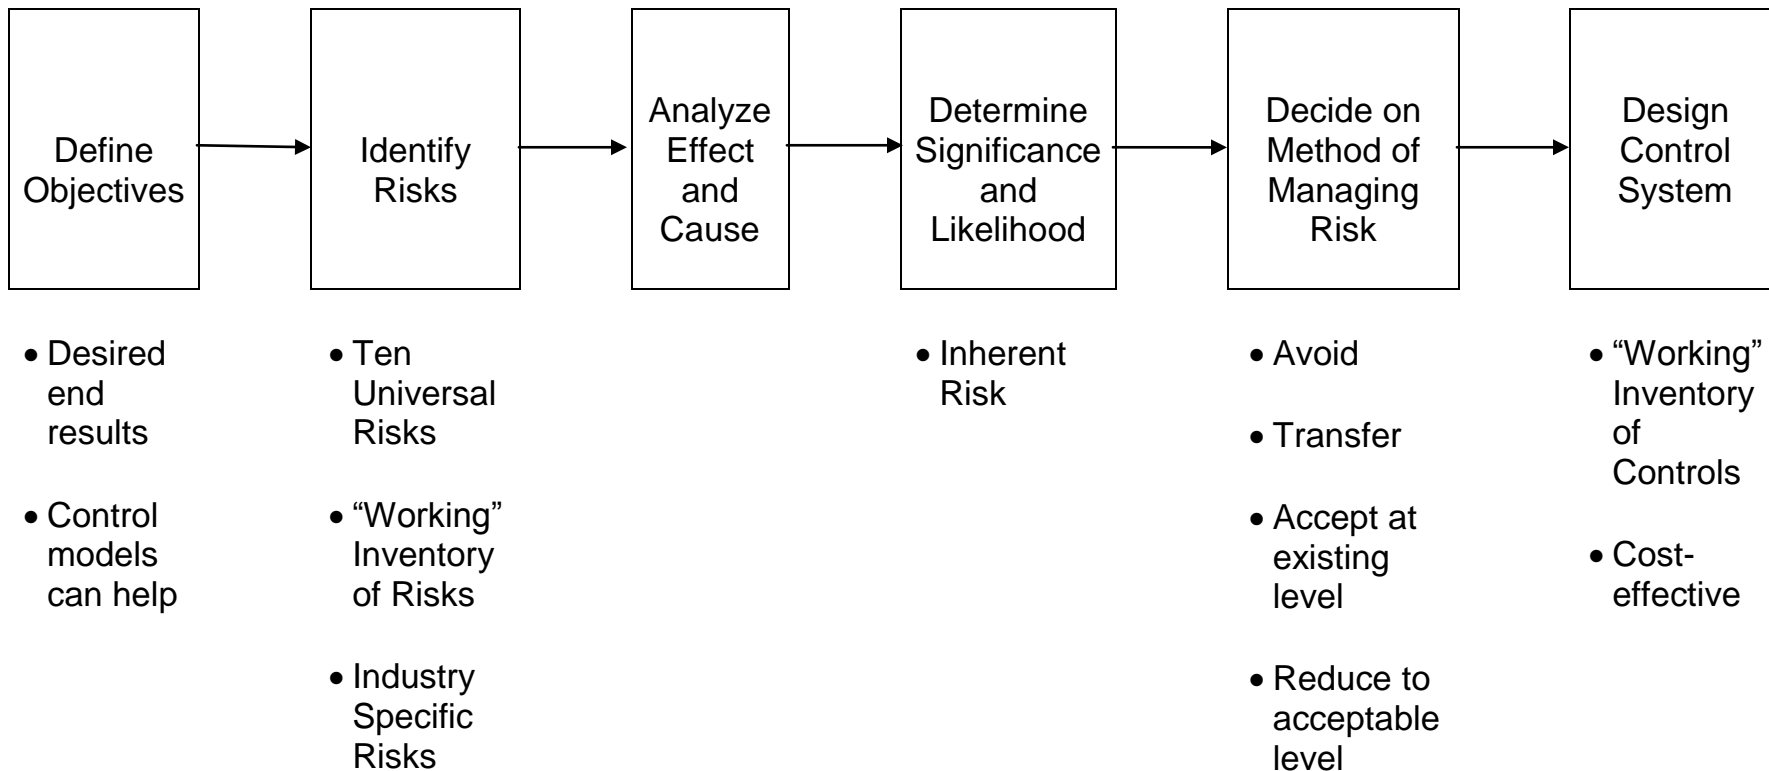 Define
Objectives
Identify
Risks
Analyze
Effect
and
Cause
Determine
Significance
and
Likelihood
Decide on
Method of
Managing
Risk
Design
Control
System
• Desired
end
results
• Control
models
can help
• Ten
Universal
Risks
• “Working”
Inventory
of Risks
• Industry
Specific
Risks
• Inherent
Risk
• Avoid
• Transfer
• Accept at
existing
level
• Reduce to
acceptable
level
• “Working”
Inventory
of
Controls
• Cost-
effective